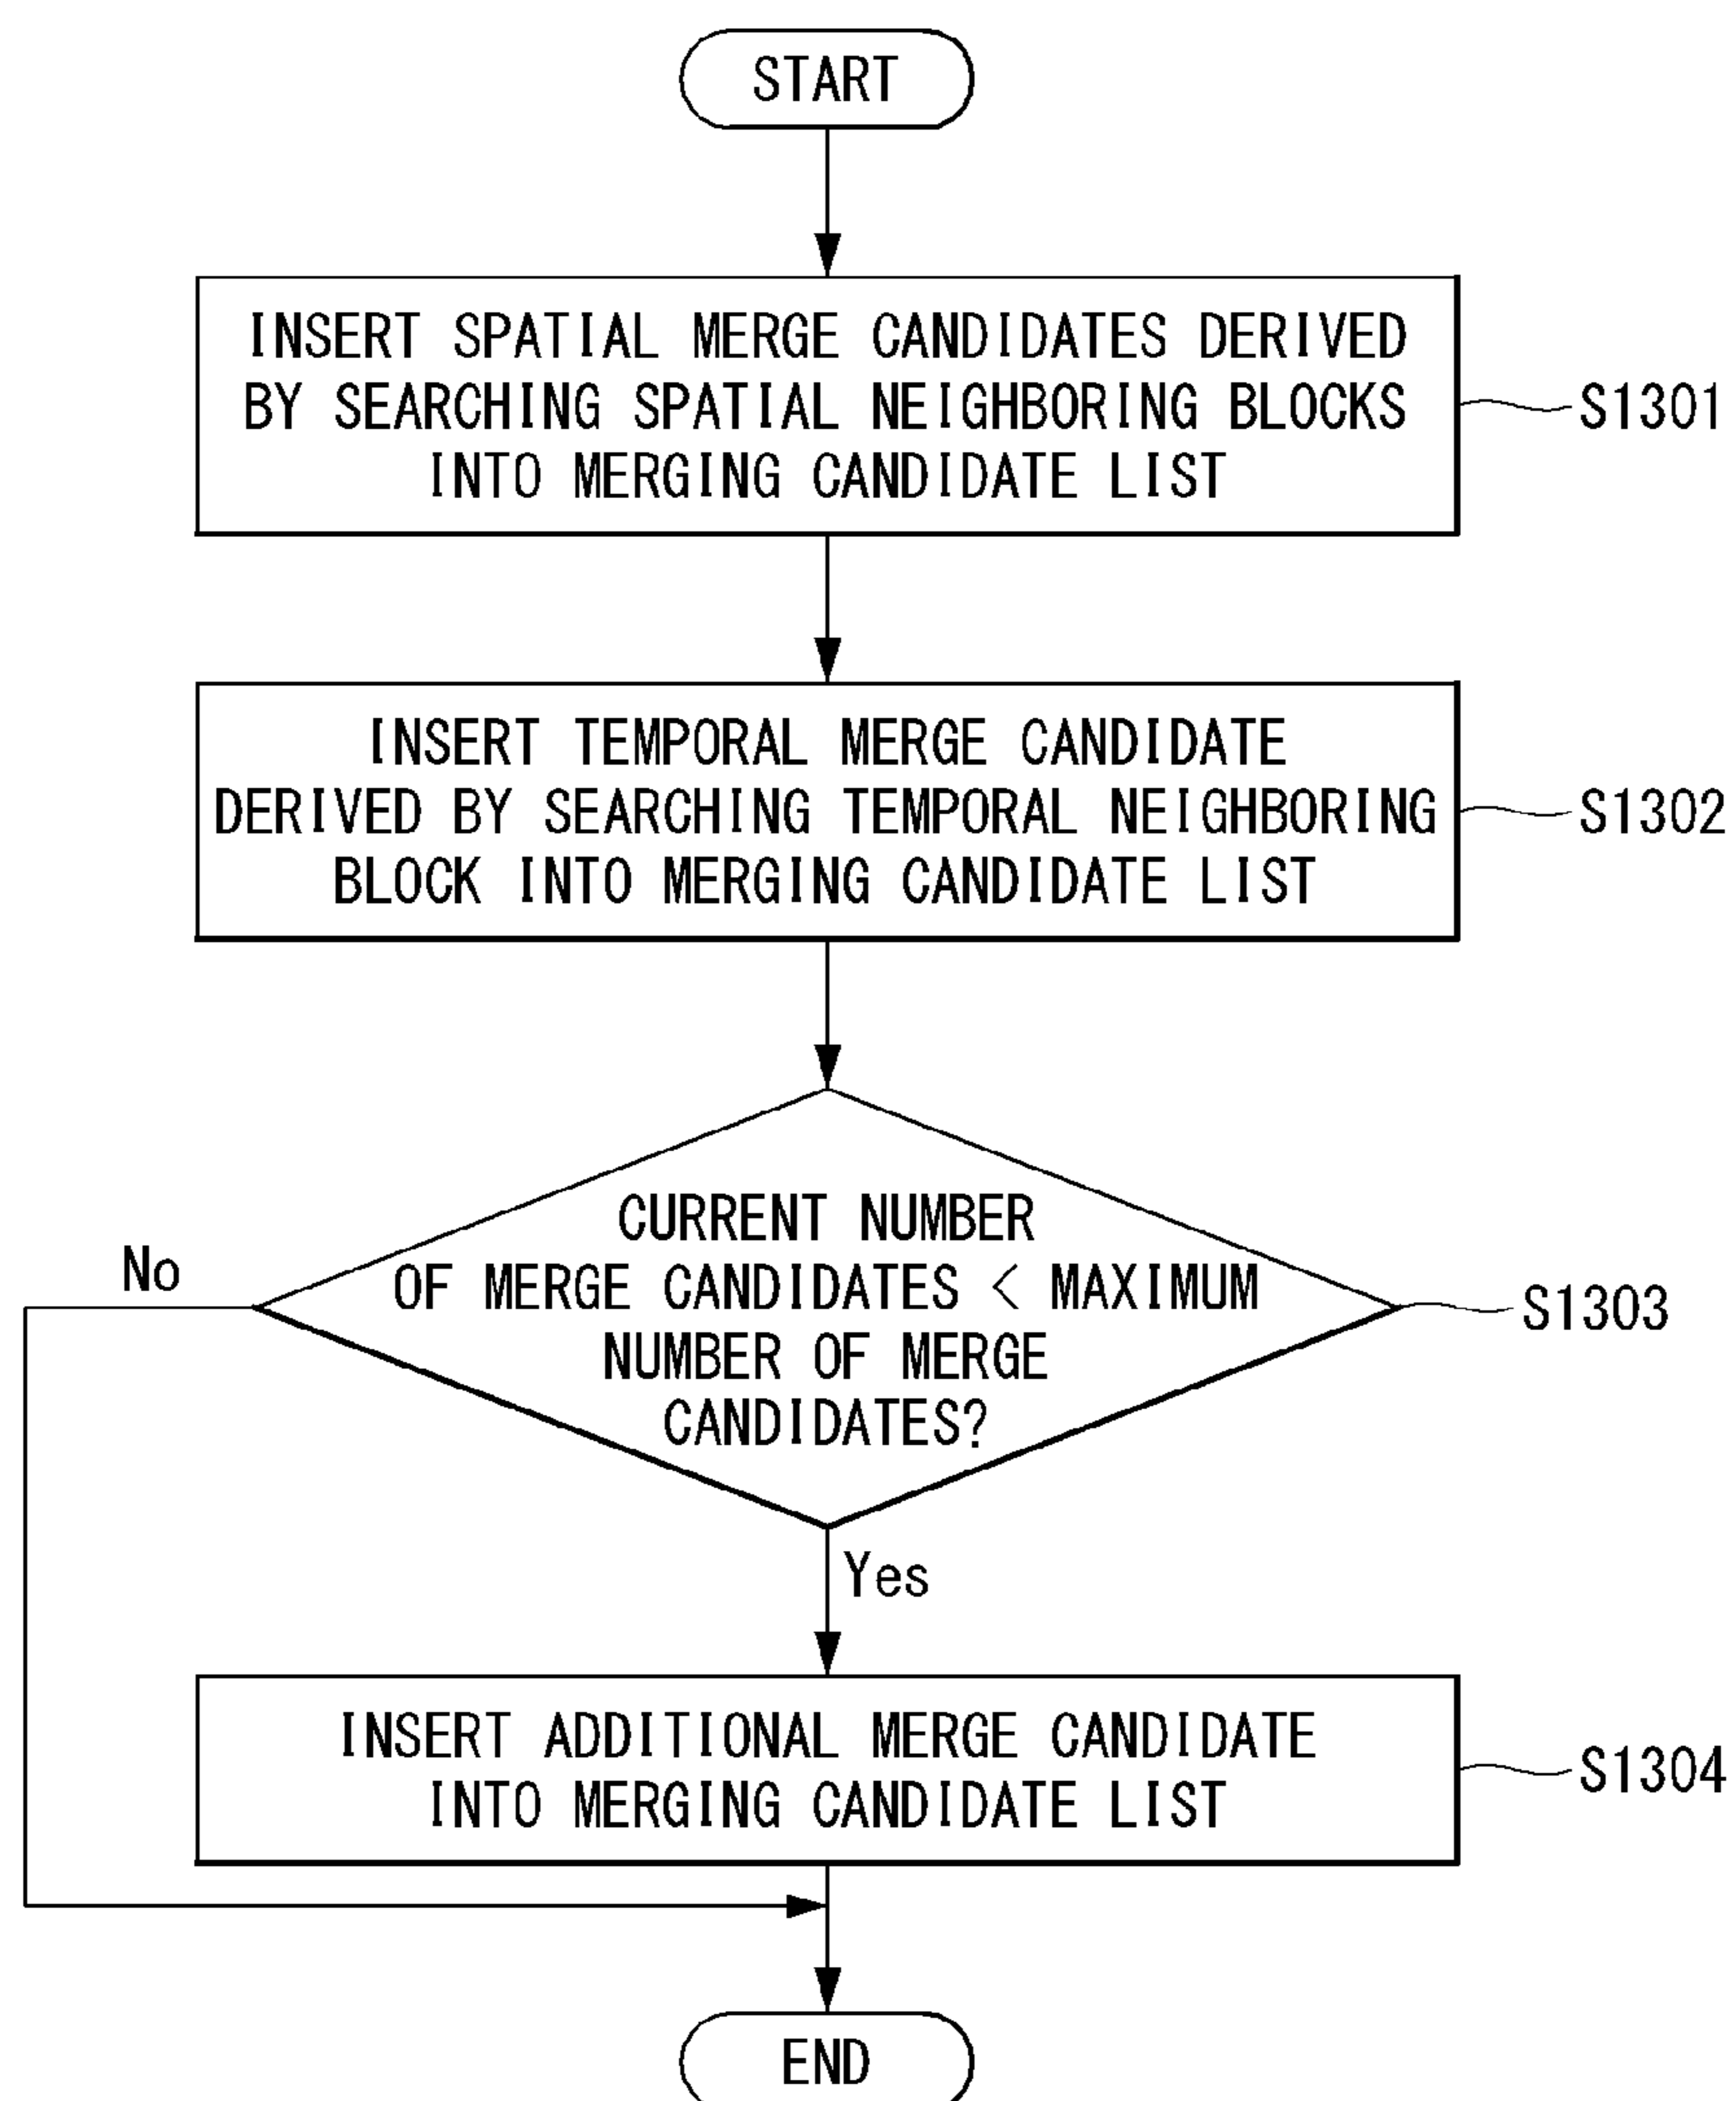 START
INSERT SPATIAL MERGE CANDIDATES DERIVED
BY SEARCHING SPATIAL NEIGHBORING BLOCKS
INTO MERGING CANDIDATE LIST
S1301
INSERT TEMPORAL MERGE CANDIDATE
DERIVED BY SEARCHING TEMPORAL NEIGHBORING
BLOCK INTO MERGING CANDIDATE LIST
S1302
CURRENT NUMBER
OF MERGE CANDIDATES < MAXIMUM
NUMBER OF MERGE
CANDIDATES?
S1303
No
Yes
INSERT ADDITIONAL MERGE CANDIDATE
INTO MERGING CANDIDATE LIST
S1304
END